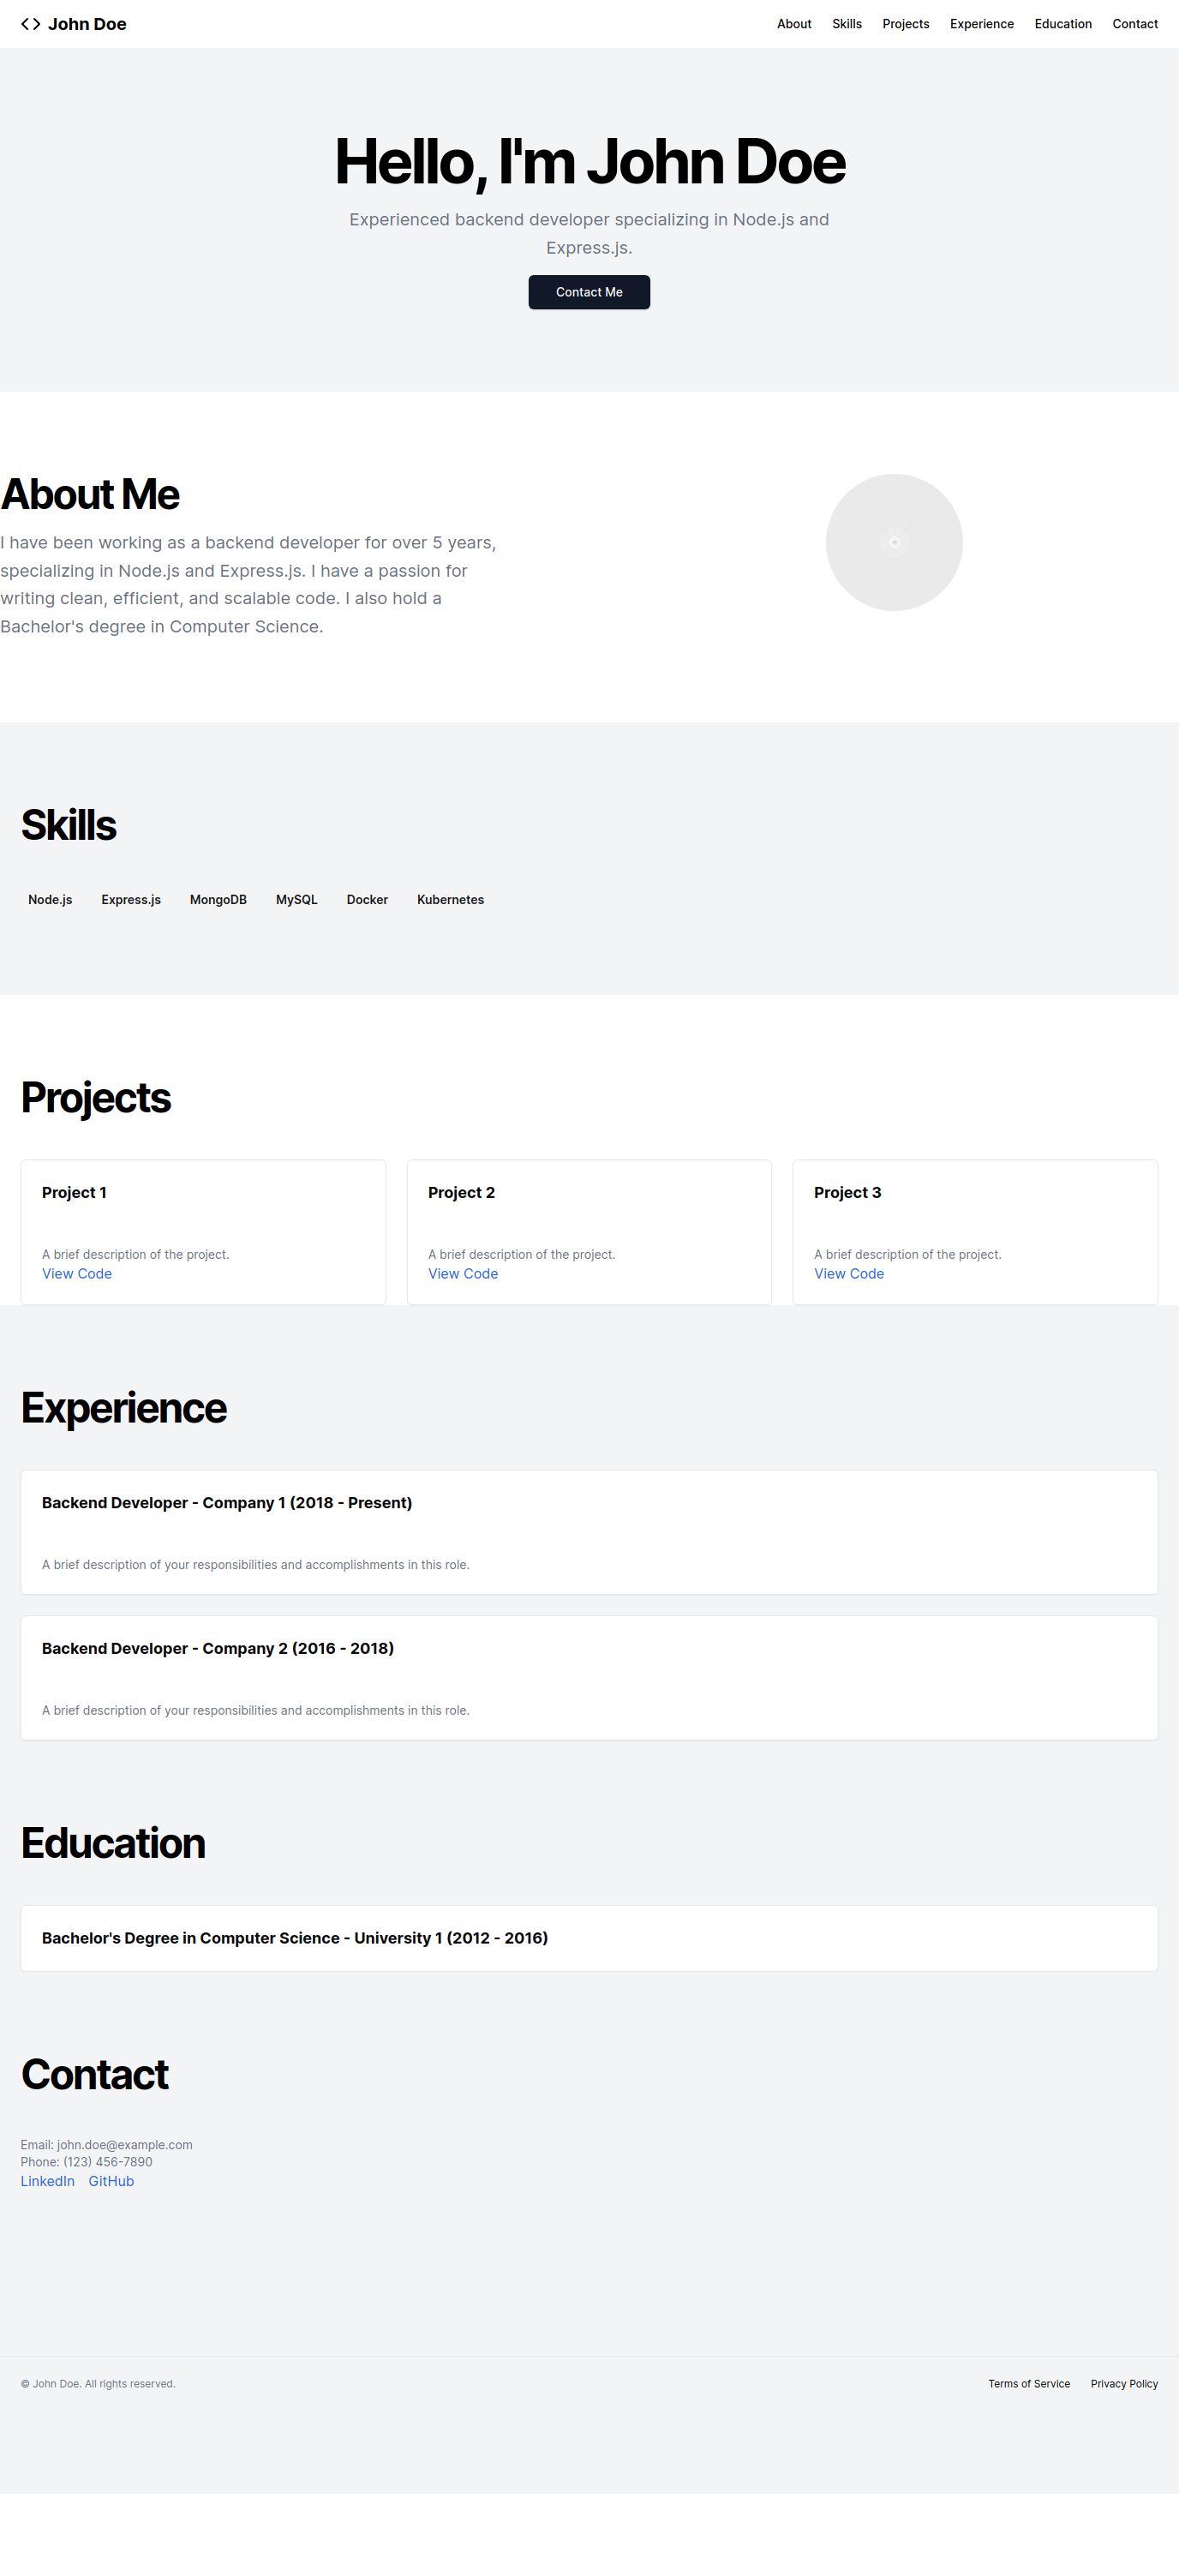 John Doe
About Skills Projects Experience Education Contact
Hello, I'm John Doe
Experienced backend developer specializing in Node.js and
Express.js.
Contact Me
About Me
I have been working as a backend developer for over 5 years,
specializing in Node.js and Express.js. I have a passion for
writing clean, efficient, and scalable code. I also hold a
Bachelor's degree in Computer Science.
Skills
Node.js Express.js MongoDB MySQL Docker Kubernetes
Projects
Project 1
A brief description of the project.
View Code
Project 2
A brief description of the project.
View Code
Project 3
A brief description of the project.
View Code
Experience
Backend Developer - Company 1 (2018 - Present)
A brief description of your responsibilities and accomplishments in this role.
Backend Developer - Company 2 (2016 - 2018)
A brief description of your responsibilities and accomplishments in this role.
Education
Bachelor's Degree in Computer Science - University 1 (2012 - 2016)
Contact
Email: john.doe@example.com
Phone: (123) 456-7890
LinkedIn GitHub
© John Doe. All rights reserved.
Terms of Service Privacy Policy